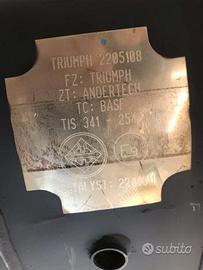 TRIUMPH 2205108
FZ: TRIUMPH
ZT: ANDERTECH
TC: BASF
TIS 341 -
subito